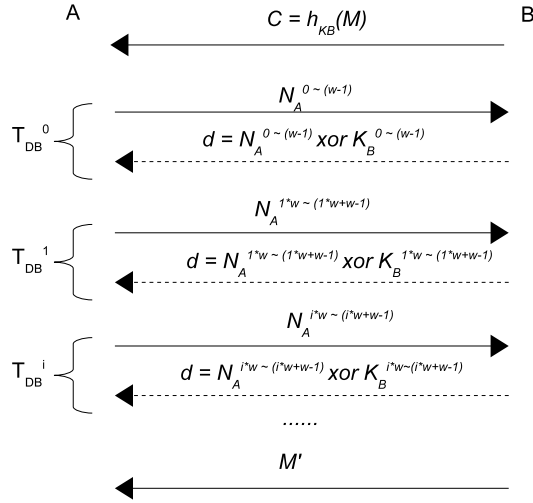 A B
C = h_KB(M)
N_A^0 ~ (w-1)
T_DB^0
d = N_A^0 ~ (w-1) xor K_B^0 ~ (w-1)
N_A^1*w ~ (1*w+w-1)
T_DB^1
d = N_A^1*w ~ (1*w+w-1) xor K_B^1*w ~ (1*w+w-1)
N_A^i*w ~ (i*w+w-1)
T_DB^i
d = N_A^i*w ~ (i*w+w-1) xor K_B^i*w~(i*w+w-1)
......
M'